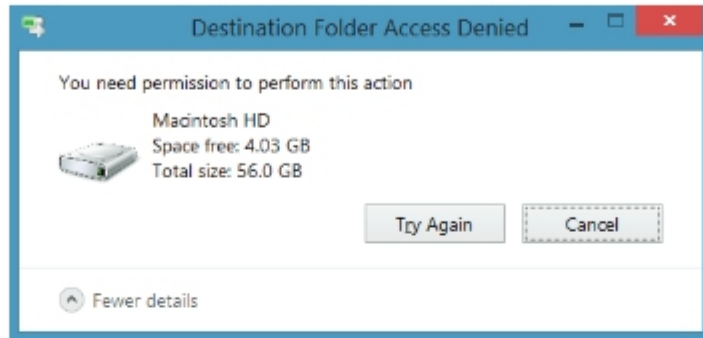 Destination Folder Access Denied
You need permission to perform this action
Macintosh HD
Space free: 4.03 GB
Total size: 56.0 GB
Try Again Cancel
Fewer details